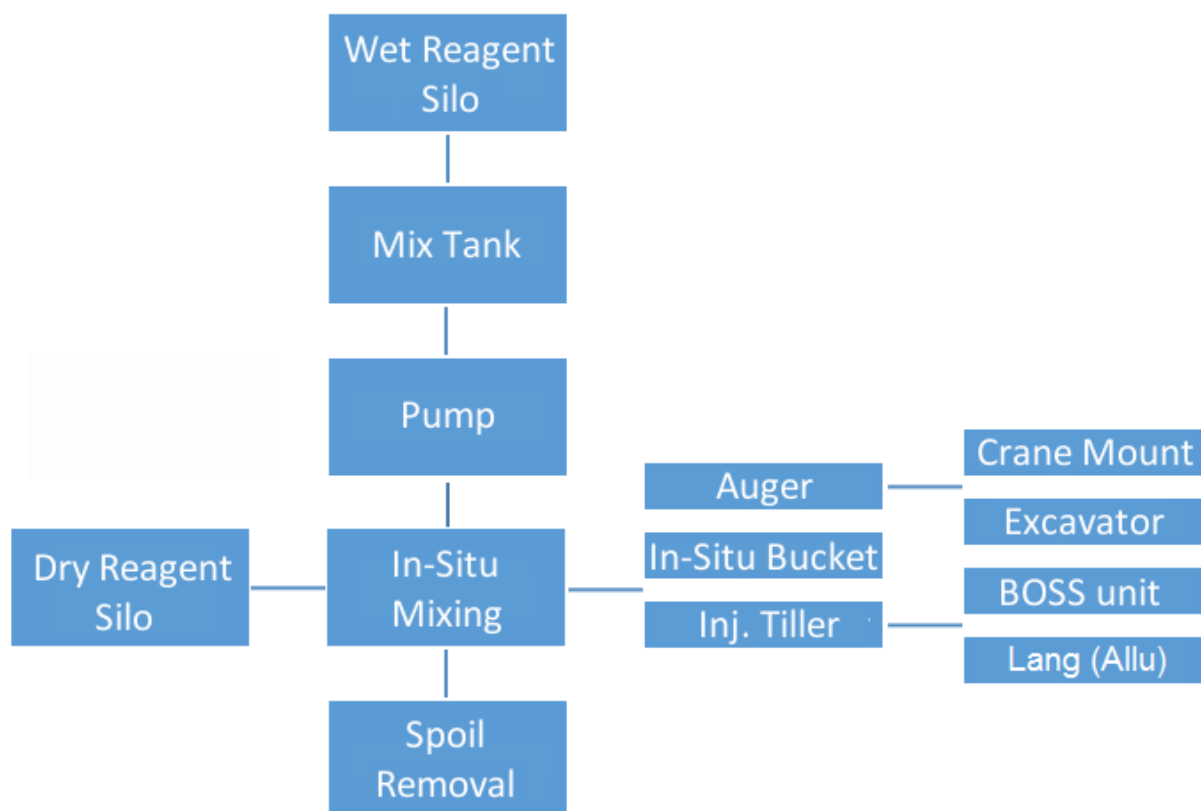 Wet Reagent
Silo
Mix Tank
Pump
Dry Reagent
Silo
In-Situ
Mixing
Spoil
Removal
Auger
In-Situ Bucket
Inj. Tiller
Crane Mount
Excavator
BOSS unit
Lang (Allu)